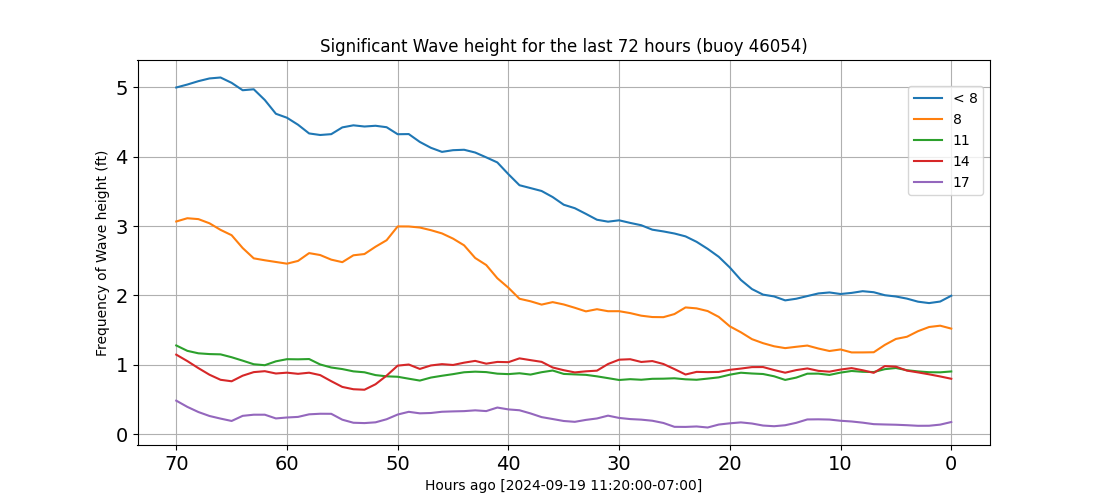 Significant Wave height for the last 72 hours (buoy 46054)
Frequency of Wave height (ft)
5
4
3
2
1
0
< 8
8
11
14
17
70 60 50 40 30 20 10 0
Hours ago [2024-09-19 11:20:00-07:00]